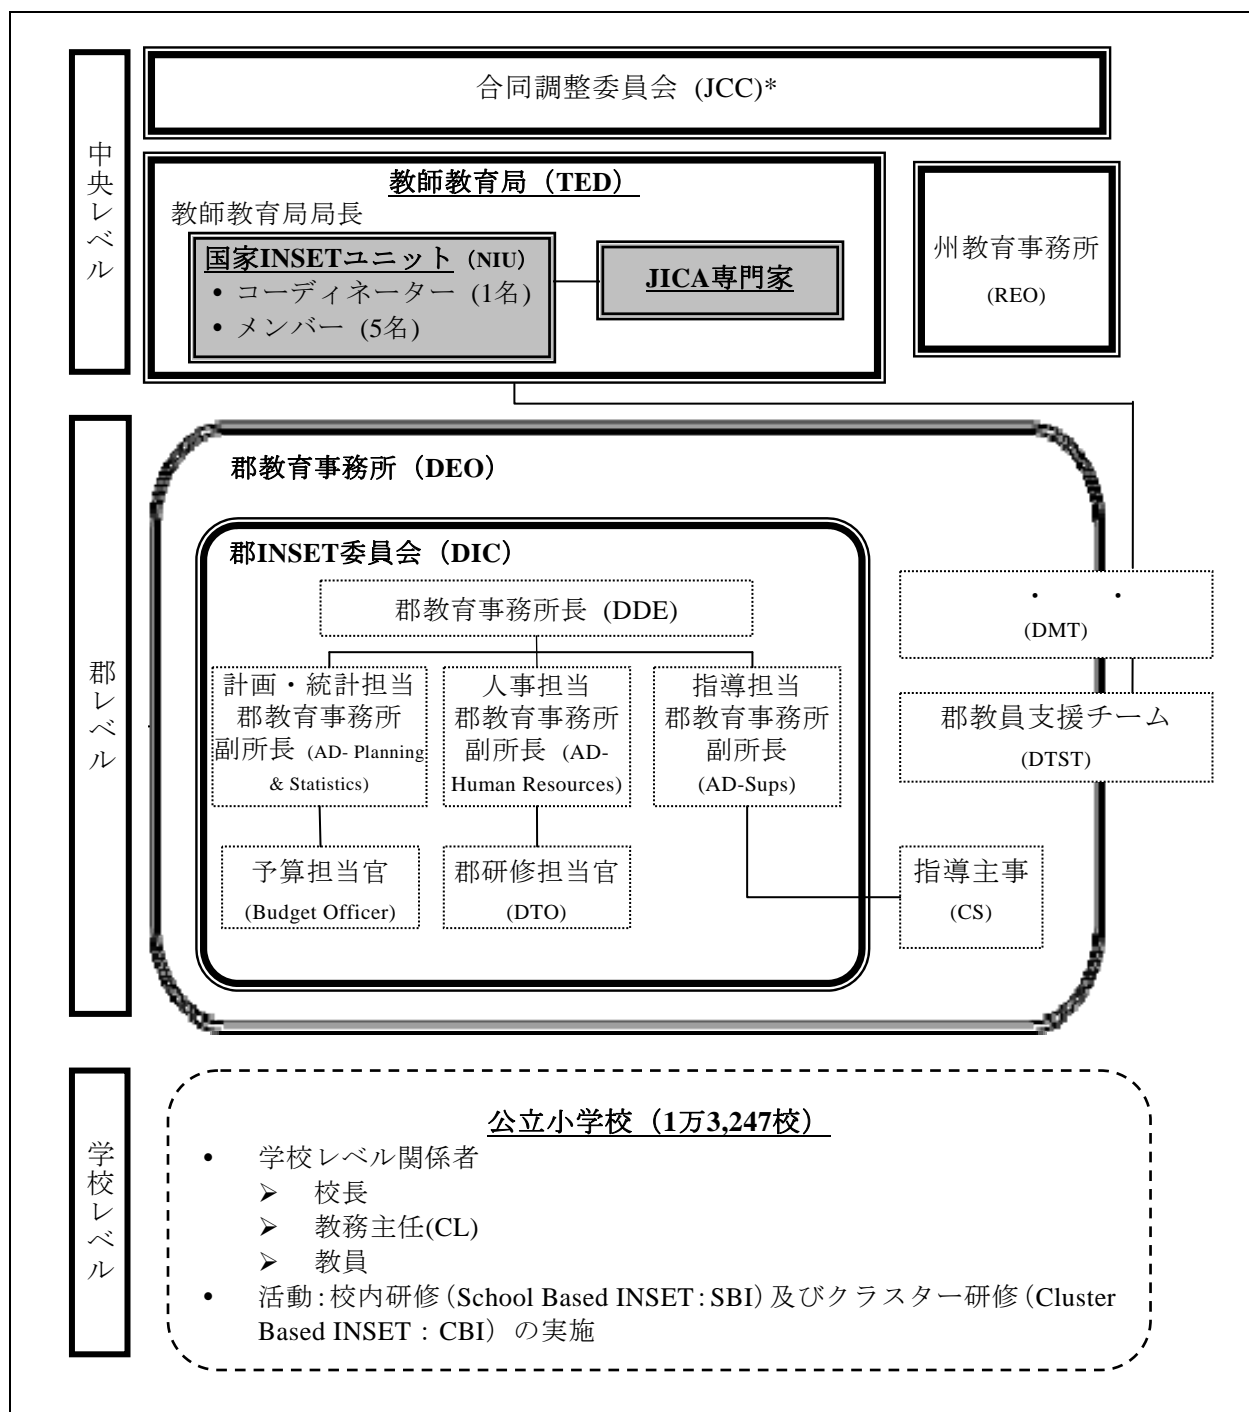 中央レベル
合同調整委員会 (JCC)*
教師教育局（TED）
教師教育局局長
国家INSETユニット（NIU）
• コーディネーター (1名)
• メンバー (5名)
JICA専門家
州教育事務所
(REO)
郡レベル
郡教育事務所（DEO）
郡INSET委員会（DIC）
郡教育事務所長 (DDE)
計画・統計担当
郡教育事務所
副所長 (AD- Planning
& Statistics)
人事担当
郡教育事務所
副所長 (AD-
Human Resources)
指導担当
郡教育事務所
副所長
(AD-Sups)
予算担当官
(Budget Officer)
郡研修担当官
(DTO)
・ ・
(DMT)
郡教員支援チーム
(DTST)
指導主事
(CS)
学校レベル
公立小学校（1万3,247校）
• 学校レベル関係者
➢ 校長
➢ 教務主任(CL)
➢ 教員
• 活動：校内研修（School Based INSET：SBI）及びクラスター研修（Cluster
Based INSET：CBI）の実施